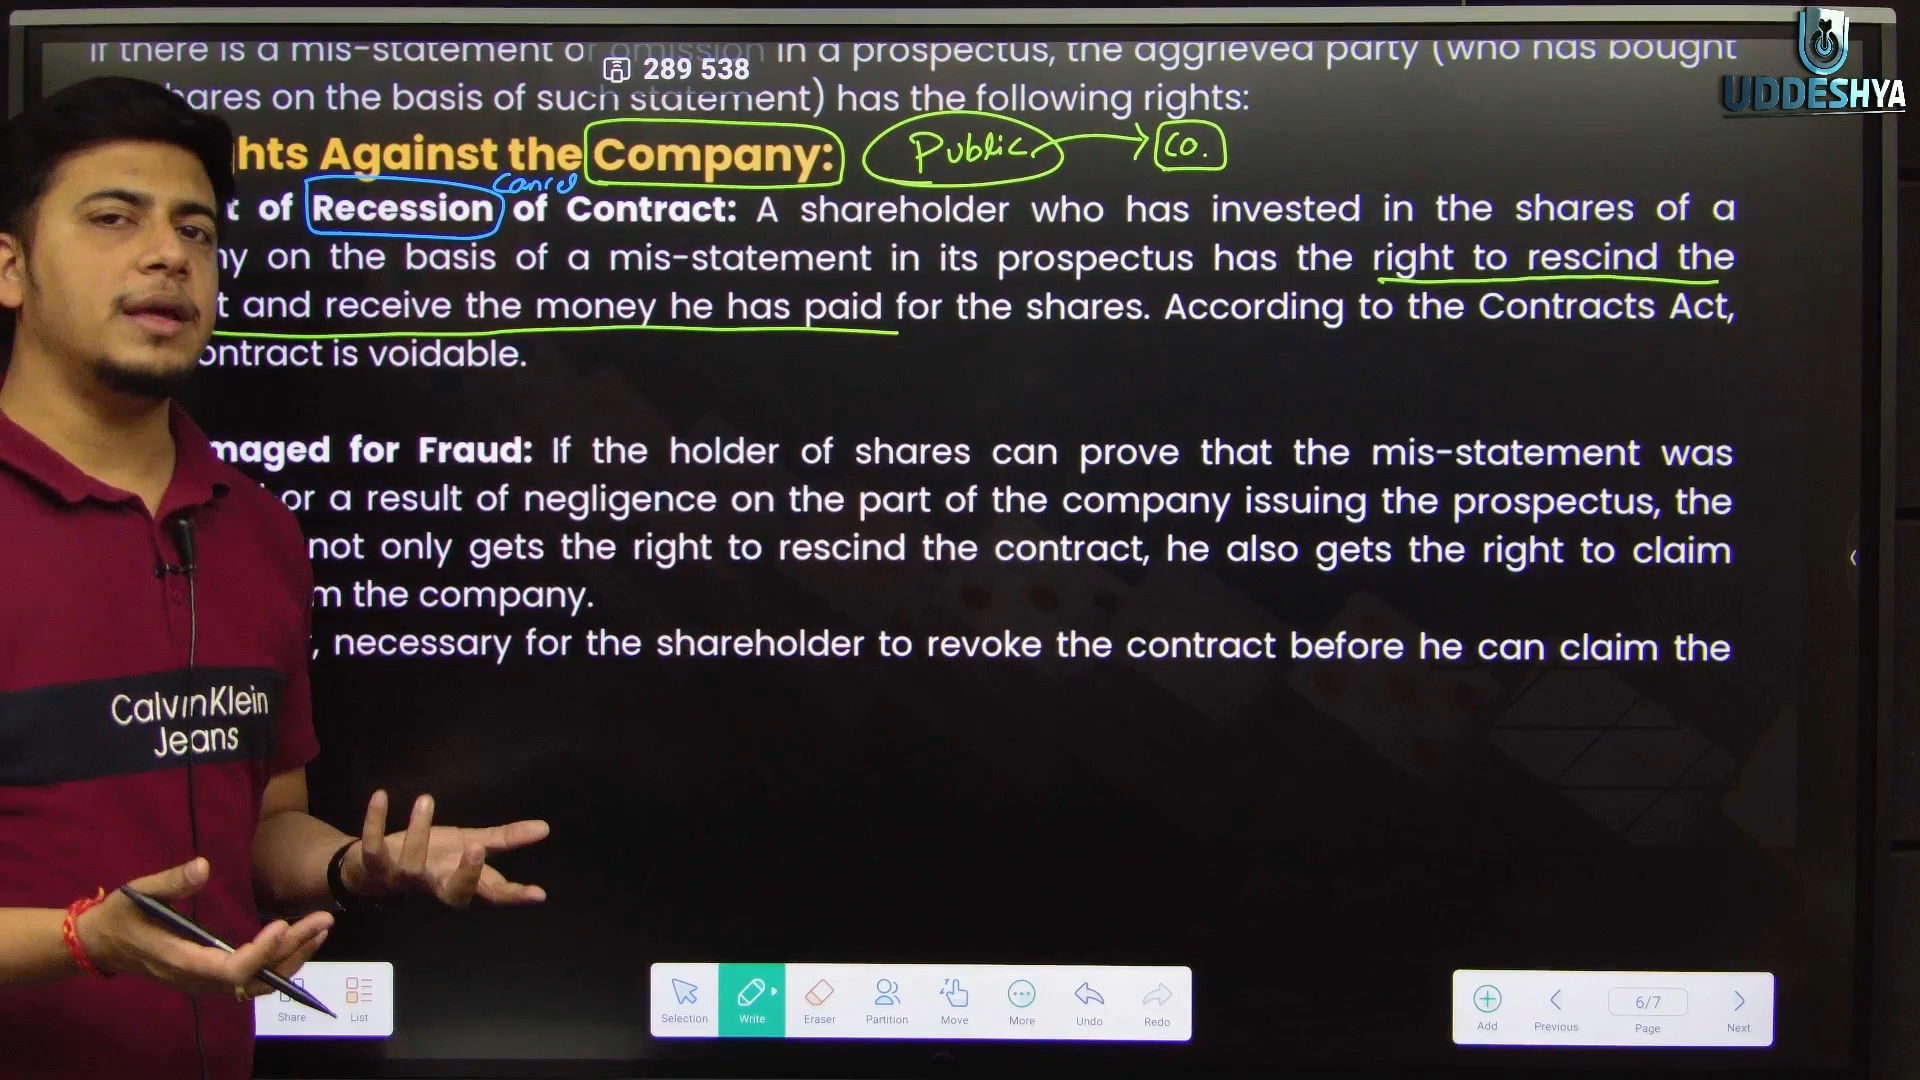 If there is a mis-statement or omission in a prospectus, the aggrieved party (who has bought
289 538
UDDESHYA
ares on the basis of such statement) has the following rights:
hts Against the Company: Public Co.
Cancel
t of Recession of Contract: A shareholder who has invested in the shares of a
ny on the basis of a mis-statement in its prospectus has the right to rescind the
t and receive the money he has paid for the shares. According to the Contracts Act,
ontract is voidable.
maged for Fraud: If the holder of shares can prove that the mis-statement was
or a result of negligence on the part of the company issuing the prospectus, the
not only gets the right to rescind the contract, he also gets the right to claim
m the company.
, necessary for the shareholder to revoke the contract before he can claim the
CalvinKlein
Jeans
Share List Selection Write Eraser Partition Move More Undo Redo Add Previous 6/7 Page Next